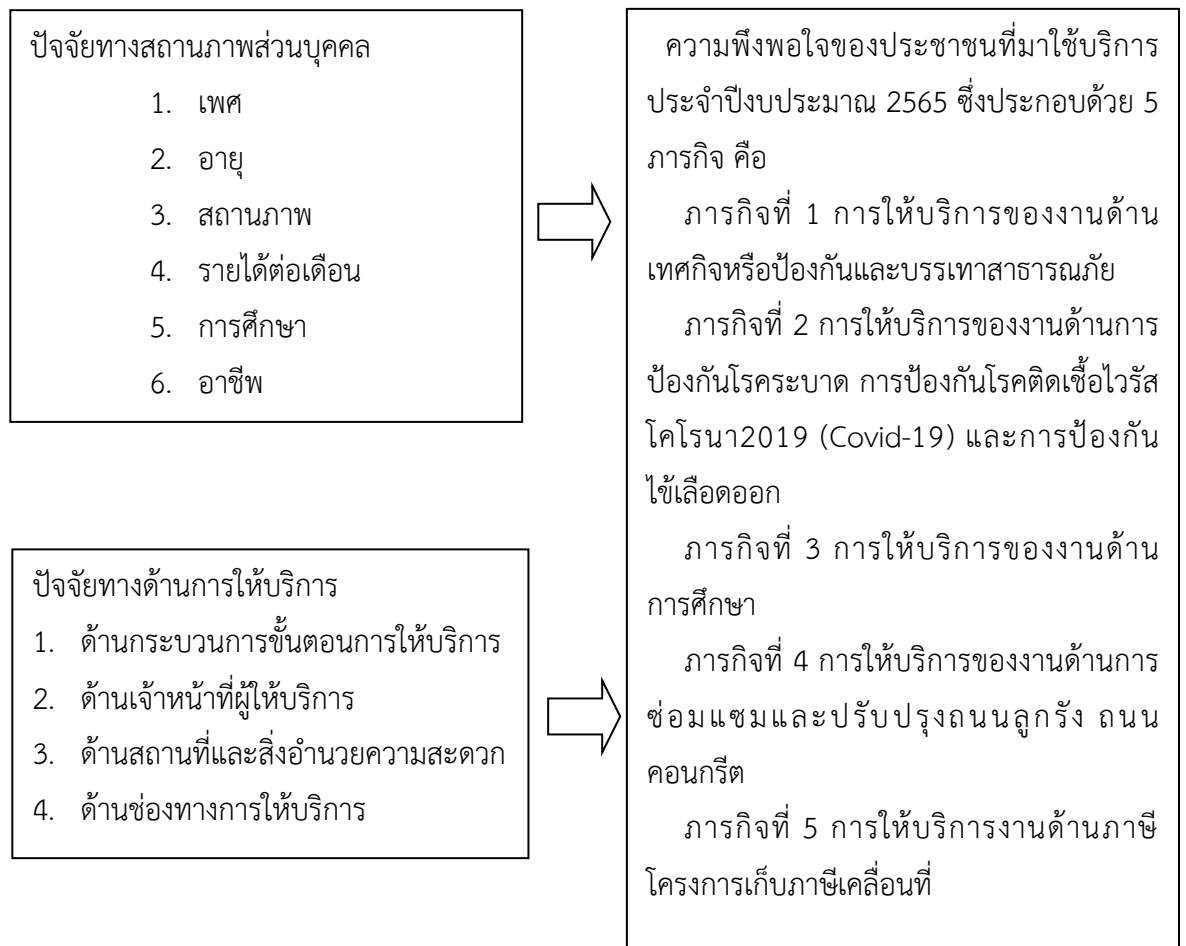 ปัจจัยทางสถานภาพส่วนบุคคล
1. เพศ
2. อายุ
3. สถานภาพ
4. รายได้ต่อเดือน
5. การศึกษา
6. อาชีพ
ปัจจัยทางด้านการให้บริการ
1. ด้านกระบวนการขั้นตอนการให้บริการ
2. ด้านเจ้าหน้าที่ผู้ให้บริการ
3. ด้านสถานที่และสิ่งอำนวยความสะดวก
4. ด้านช่องทางการให้บริการ
ความพึงพอใจของประชาชนที่มาใช้บริการ
ประจำปีงบประมาณ 2565 ซึ่งประกอบด้วย 5
ภารกิจ คือ
ภารกิจที่ 1 การให้บริการของงานด้าน
เทศกิจหรือป้องกันและบรรเทาสาธารณภัย
ภารกิจที่ 2 การให้บริการของงานด้านการ
ป้องกันโรคระบาด การป้องกันโรคติดเชื้อไวรัส
โคโรนา2019 (Covid-19) และการป้องกัน
ไข้เลือดออก
ภารกิจที่ 3 การให้บริการของงานด้าน
การศึกษา
ภารกิจที่ 4 การให้บริการของงานด้านการ
ซ่อมแซมและปรับปรุงถนนลูกรัง ถนน
คอนกรีต
ภารกิจที่ 5 การให้บริการงานด้านภาษี
โครงการเก็บภาษีเคลื่อนที่